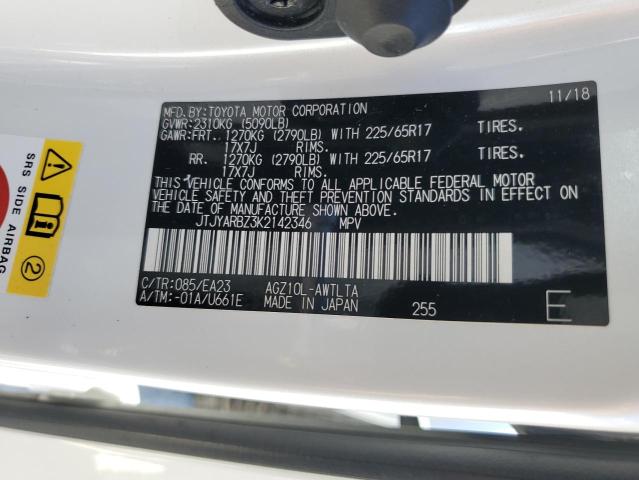 MFD.BY:TOYOTA MOTOR CORPORATION 11/18
GVWR:2310KG (5090LB)
GAWR:FRT. 1270KG (2790LB) WITH 225/65R17 TIRES.
17X7J RIMS.
RR. 1270KG (2790LB) WITH 225/65R17 TIRES.
17X7J RIMS.
THIS VEHICLE CONFORMS TO ALL APPLICABLE FEDERAL MOTOR
VEHICLE SAFETY AND THEFT PREVENTION STANDARDS IN EFFECT ON
THE DATE OF MANUFACTURE SHOWN ABOVE.
JTJYARBZ3K2142346 MPV
C/TR:085/EA23 AGZ10L-AWTLTA
A/TM:-01A/U661E MADE IN JAPAN 255 E
SRS SIDE AIRBAG
2